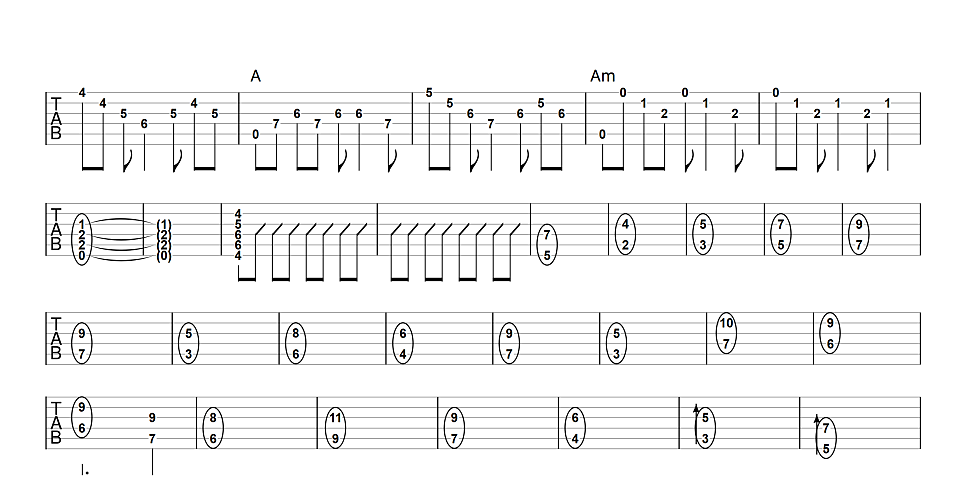 A Am
T 4 5 0 0 0
4 4 5 5 1 1 1 1 1
A 5 5 5 6 6 6 6 6 6 2 2 2 2
6 7 7 7 7
B 0 0
T 4
1 (1) 5 4 5 7 9
A 2 (2) 6 7
2 (2) 6 2 3 5 7
B 0 (0) 4 5
T 10 9
9 5 8 6 9 5
A 7 6
B 7 3 6 4 7 3
T 9
9 8 11 9 6 5
A 6 7
B 7 6 9 7 4 3
5